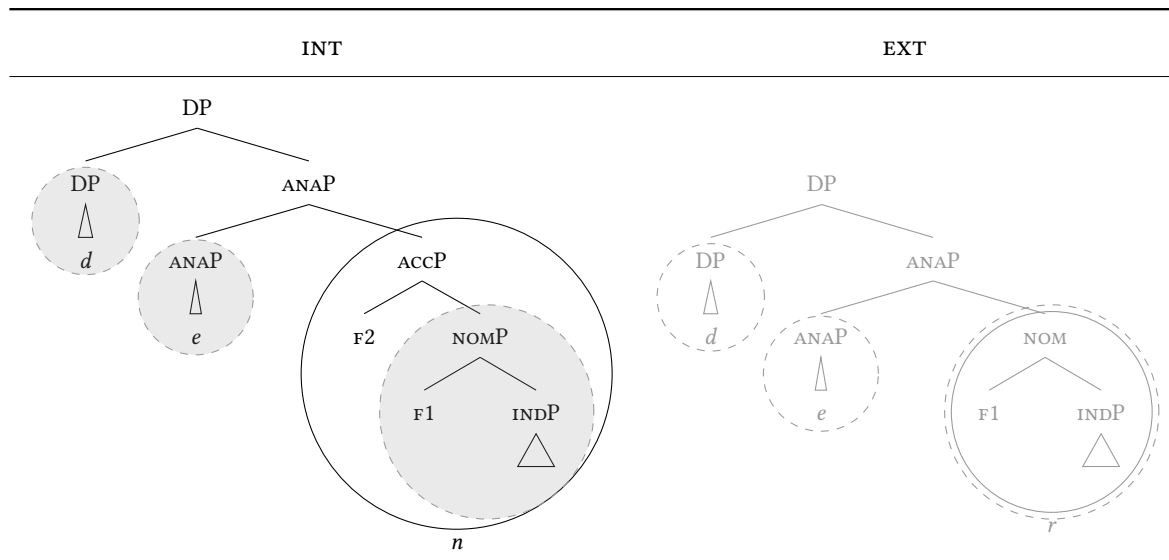 INT EXT
DP
DP ANAP DP
d ANAP ACCP DP ANAP
e F2 NOMP d ANAP NOM
F1 INDP e F1 INDP
n r